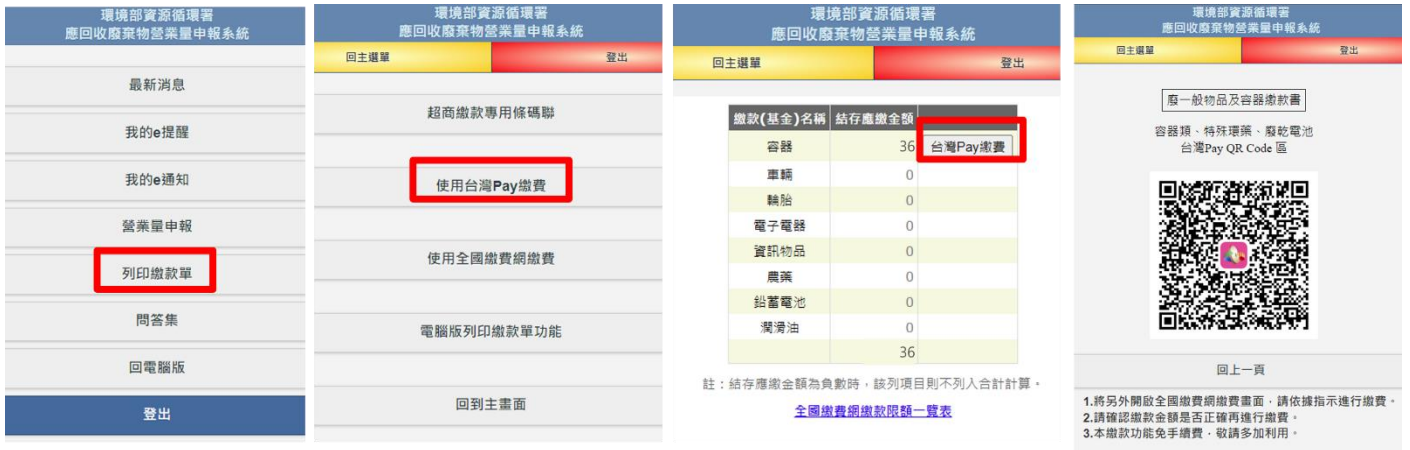 環境部資源循環署
應回收廢棄物營業量申報系統
最新消息
我的e提醒
我的e通知
營業量申報
列印繳款單
問答集
回電腦版
登出
環境部資源循環署
應回收廢棄物營業量申報系統
回主選單 登出
超商繳款專用條碼聯
使用台灣Pay繳費
使用全國繳費網繳費
電腦版列印繳款單功能
回到主畫面
環境部資源循環署
應回收廢棄物營業量申報系統
回主選單 登出
繳款(基金)名稱 結存應繳金額
容器 36 台灣Pay繳費
車輛 0
輪胎 0
電子電器 0
資訊物品 0
農藥 0
鉛蓄電池 0
潤滑油 0
36
註：結存應繳金額為負數時，該列項目則不列入合計計算。
全國繳費網繳款限額一覽表
環境部資源循環署
應回收廢棄物營業量申報系統
回主選單 登出
廢一般物品及容器繳款書
容器類、特殊環藥、廢乾電池
台灣Pay QR Code 區
回上一頁
1.將另外開啟全國繳費網繳費畫面，請依據指示進行繳費。
2.請確認繳款金額是否正確再進行繳費。
3.本繳款功能免手續費，敬請多加利用。